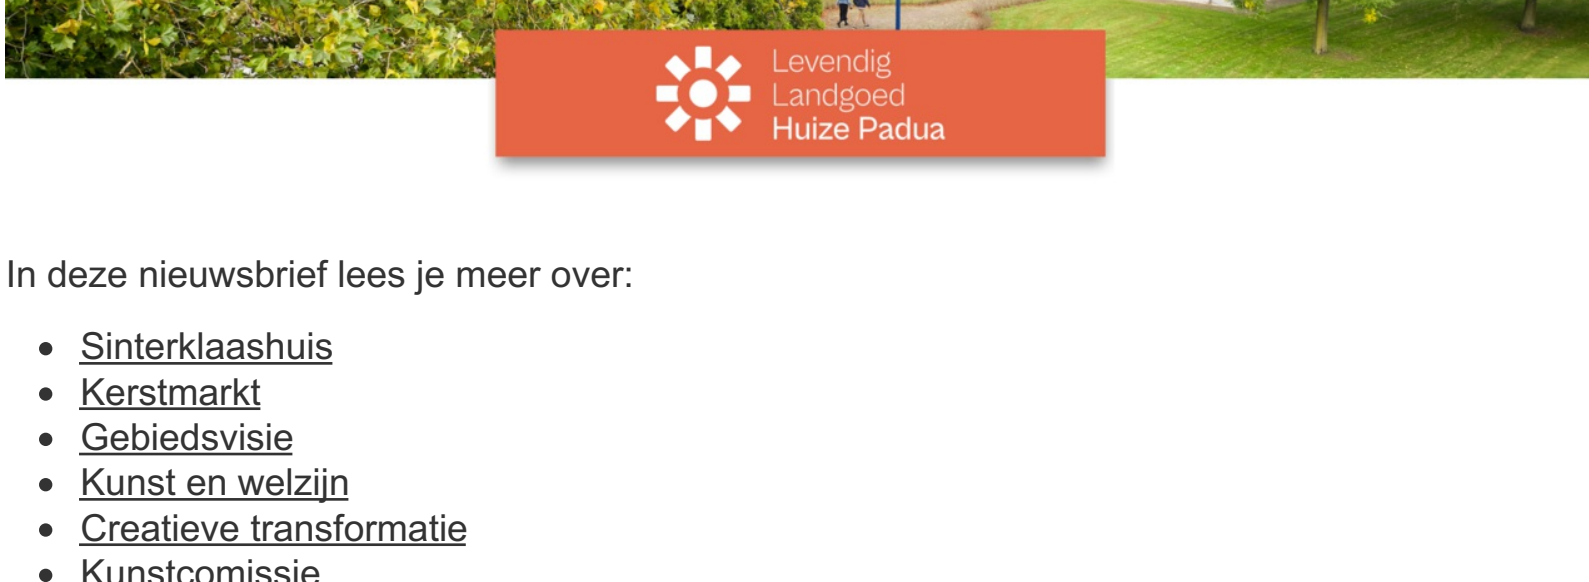 Levendig
Landgoed
Huize Padua
In deze nieuwsbrief lees je meer over:
Sinterklaashuis
Kerstmarkt
Gebiedsvisie
Kunst en welzijn
Creatieve transformatie
Kunstcomissie